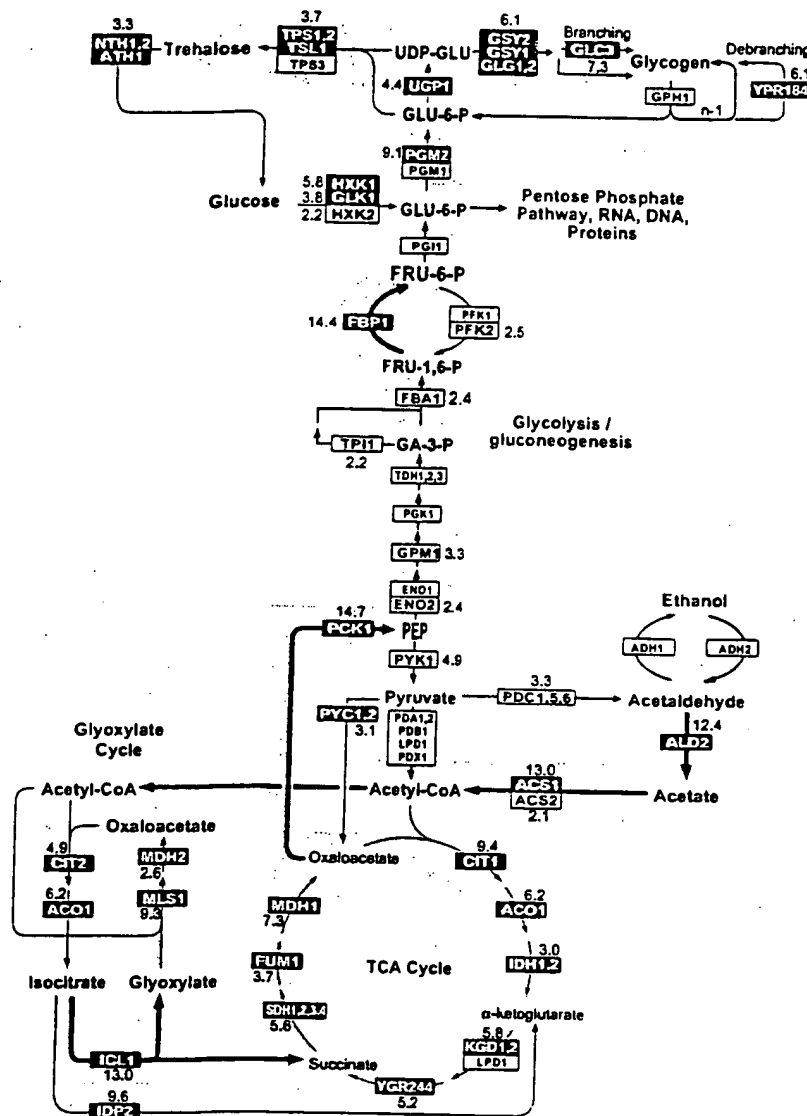 3.3
NTH1,2
ATH1
Trehalose
3.7
TPS1,2
TSL1
TPS3
UDP-GLU
6.1
GSY2
GSY1
GLG1,2
Branching
GLC3
7,3
Glycogen
Debranching
6.1
YPR184
GPH1
n-1
4.4 UGP1
GLU-6-P
9.1 PGM2
PGM1
Glucose
5.8 HXK1
3.8 GLK1
2.2 HXK2
GLU-6-P
Pentose Phosphate
Pathway, RNA, DNA,
Proteins
PGI1
FRU-6-P
14.4 FBP1
PFK1
PFK2 2.5
FRU-1,6-P
FBA1 2.4
Glycolysis /
gluconeogenesis
TPI1
2.2
GA-3-P
TDH1,2,3
PGK1
GPM1 3.3
ENO1
ENO2 2.4
14.7
PCK1
PEP
PYK1 4.9
Ethanol
ADH1
ADH2
Pyruvate
3.3
PDC1,5,6
Acetaldehyde
PYC1,2
3.1
PDA1,2
PDB1
LPD1
PDX1
12.4
ALD2
Glyoxylate
Cycle
Acetyl-CoA
Acetyl-CoA
13.0
ACS1
ACS2
2.1
Acetate
Oxaloacetate
4.9
CIT2
MDH2
2.6
6.2
ACO1
MLS1
9.3
Isocitrate
Glyoxylate
ICL1
13.0
9.6
IDP2
Oxaloacetate
9.4
CIT1
6.2
ACO1
3.0
IDH1,2
α-ketoglutarate
5.8
KGD1,2
LPD1
YGR244
5.2
Succinate
SDH1,2,3,4
5.6
FUM1
3.7
MDH1
7.3
TCA Cycle